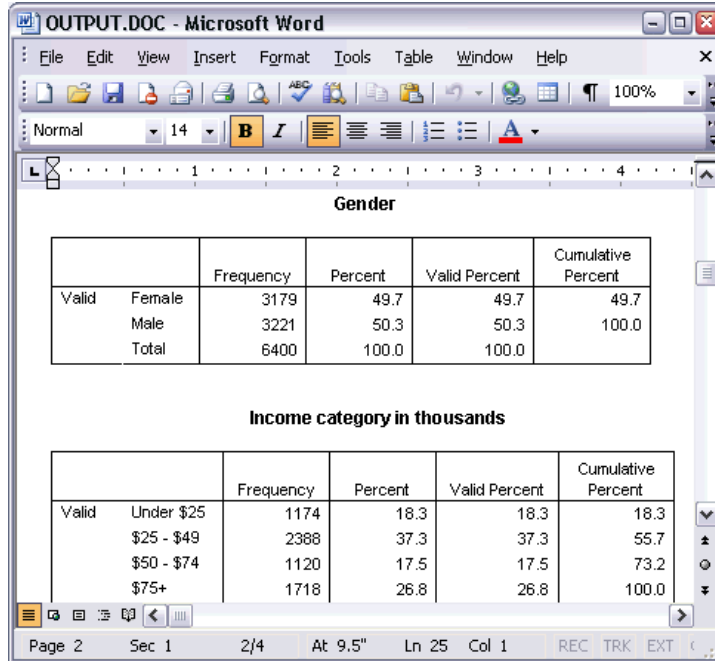 OUTPUT.DOC - Microsoft Word
File Edit View Insert Format Tools Table Window Help
ABC 100%
Normal 14 B I A
L 1 2 3 4
Gender
Cumulative
Frequency Percent Valid Percent Percent
Valid Female 3179 49.7 49.7 49.7
Male 3221 50.3 50.3 100.0
Total 6400 100.0 100.0
Income category in thousands
Cumulative
Frequency Percent Valid Percent Percent
Valid Under $25 1174 18.3 18.3 18.3
$25 - $49 2388 37.3 37.3 55.7
$50 - $74 1120 17.5 17.5 73.2
$75+ 1718 26.8 26.8 100.0
Page 2 Sec 1 2/4 At 9.5" Ln 25 Col 1 REC TRK EXT